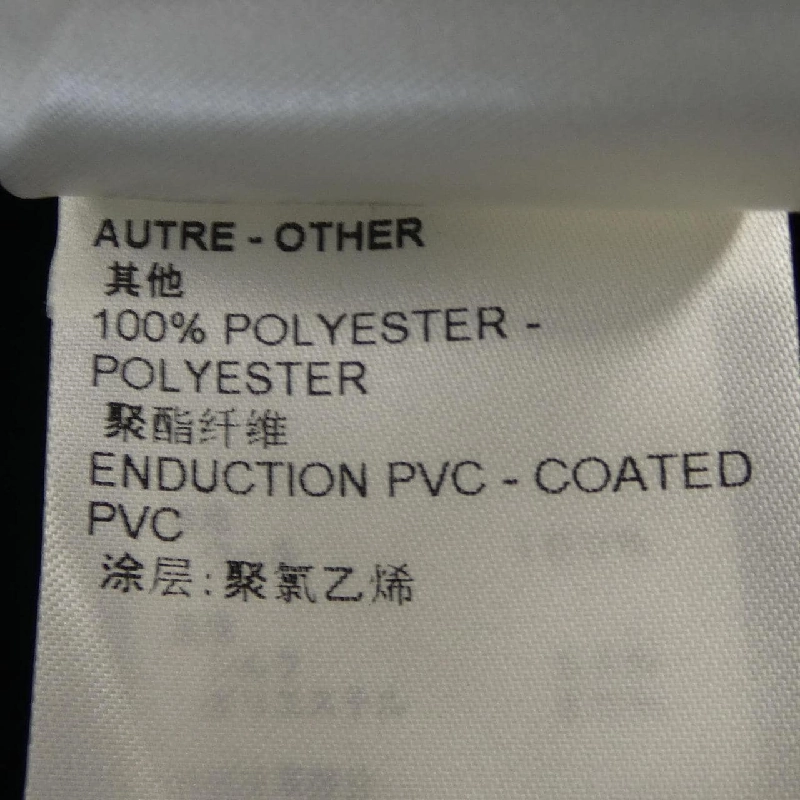 AUTRE - OTHER
其他
100% POLYESTER -
POLYESTER
聚酯纤维
ENDUCTION PVC - COATED
PVC
涂层:聚氯乙烯